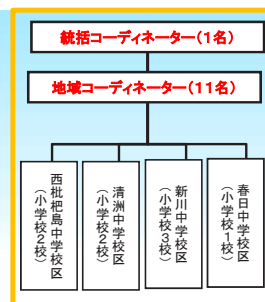 統括コーディネーター（1名）
地域コーディネーター（11名）
西枇杷島中学校区
（小学校2校）
清洲中学校区
（小学校2校）
新川中学校区
（小学校3校）
春日中学校区
（小学校1校）